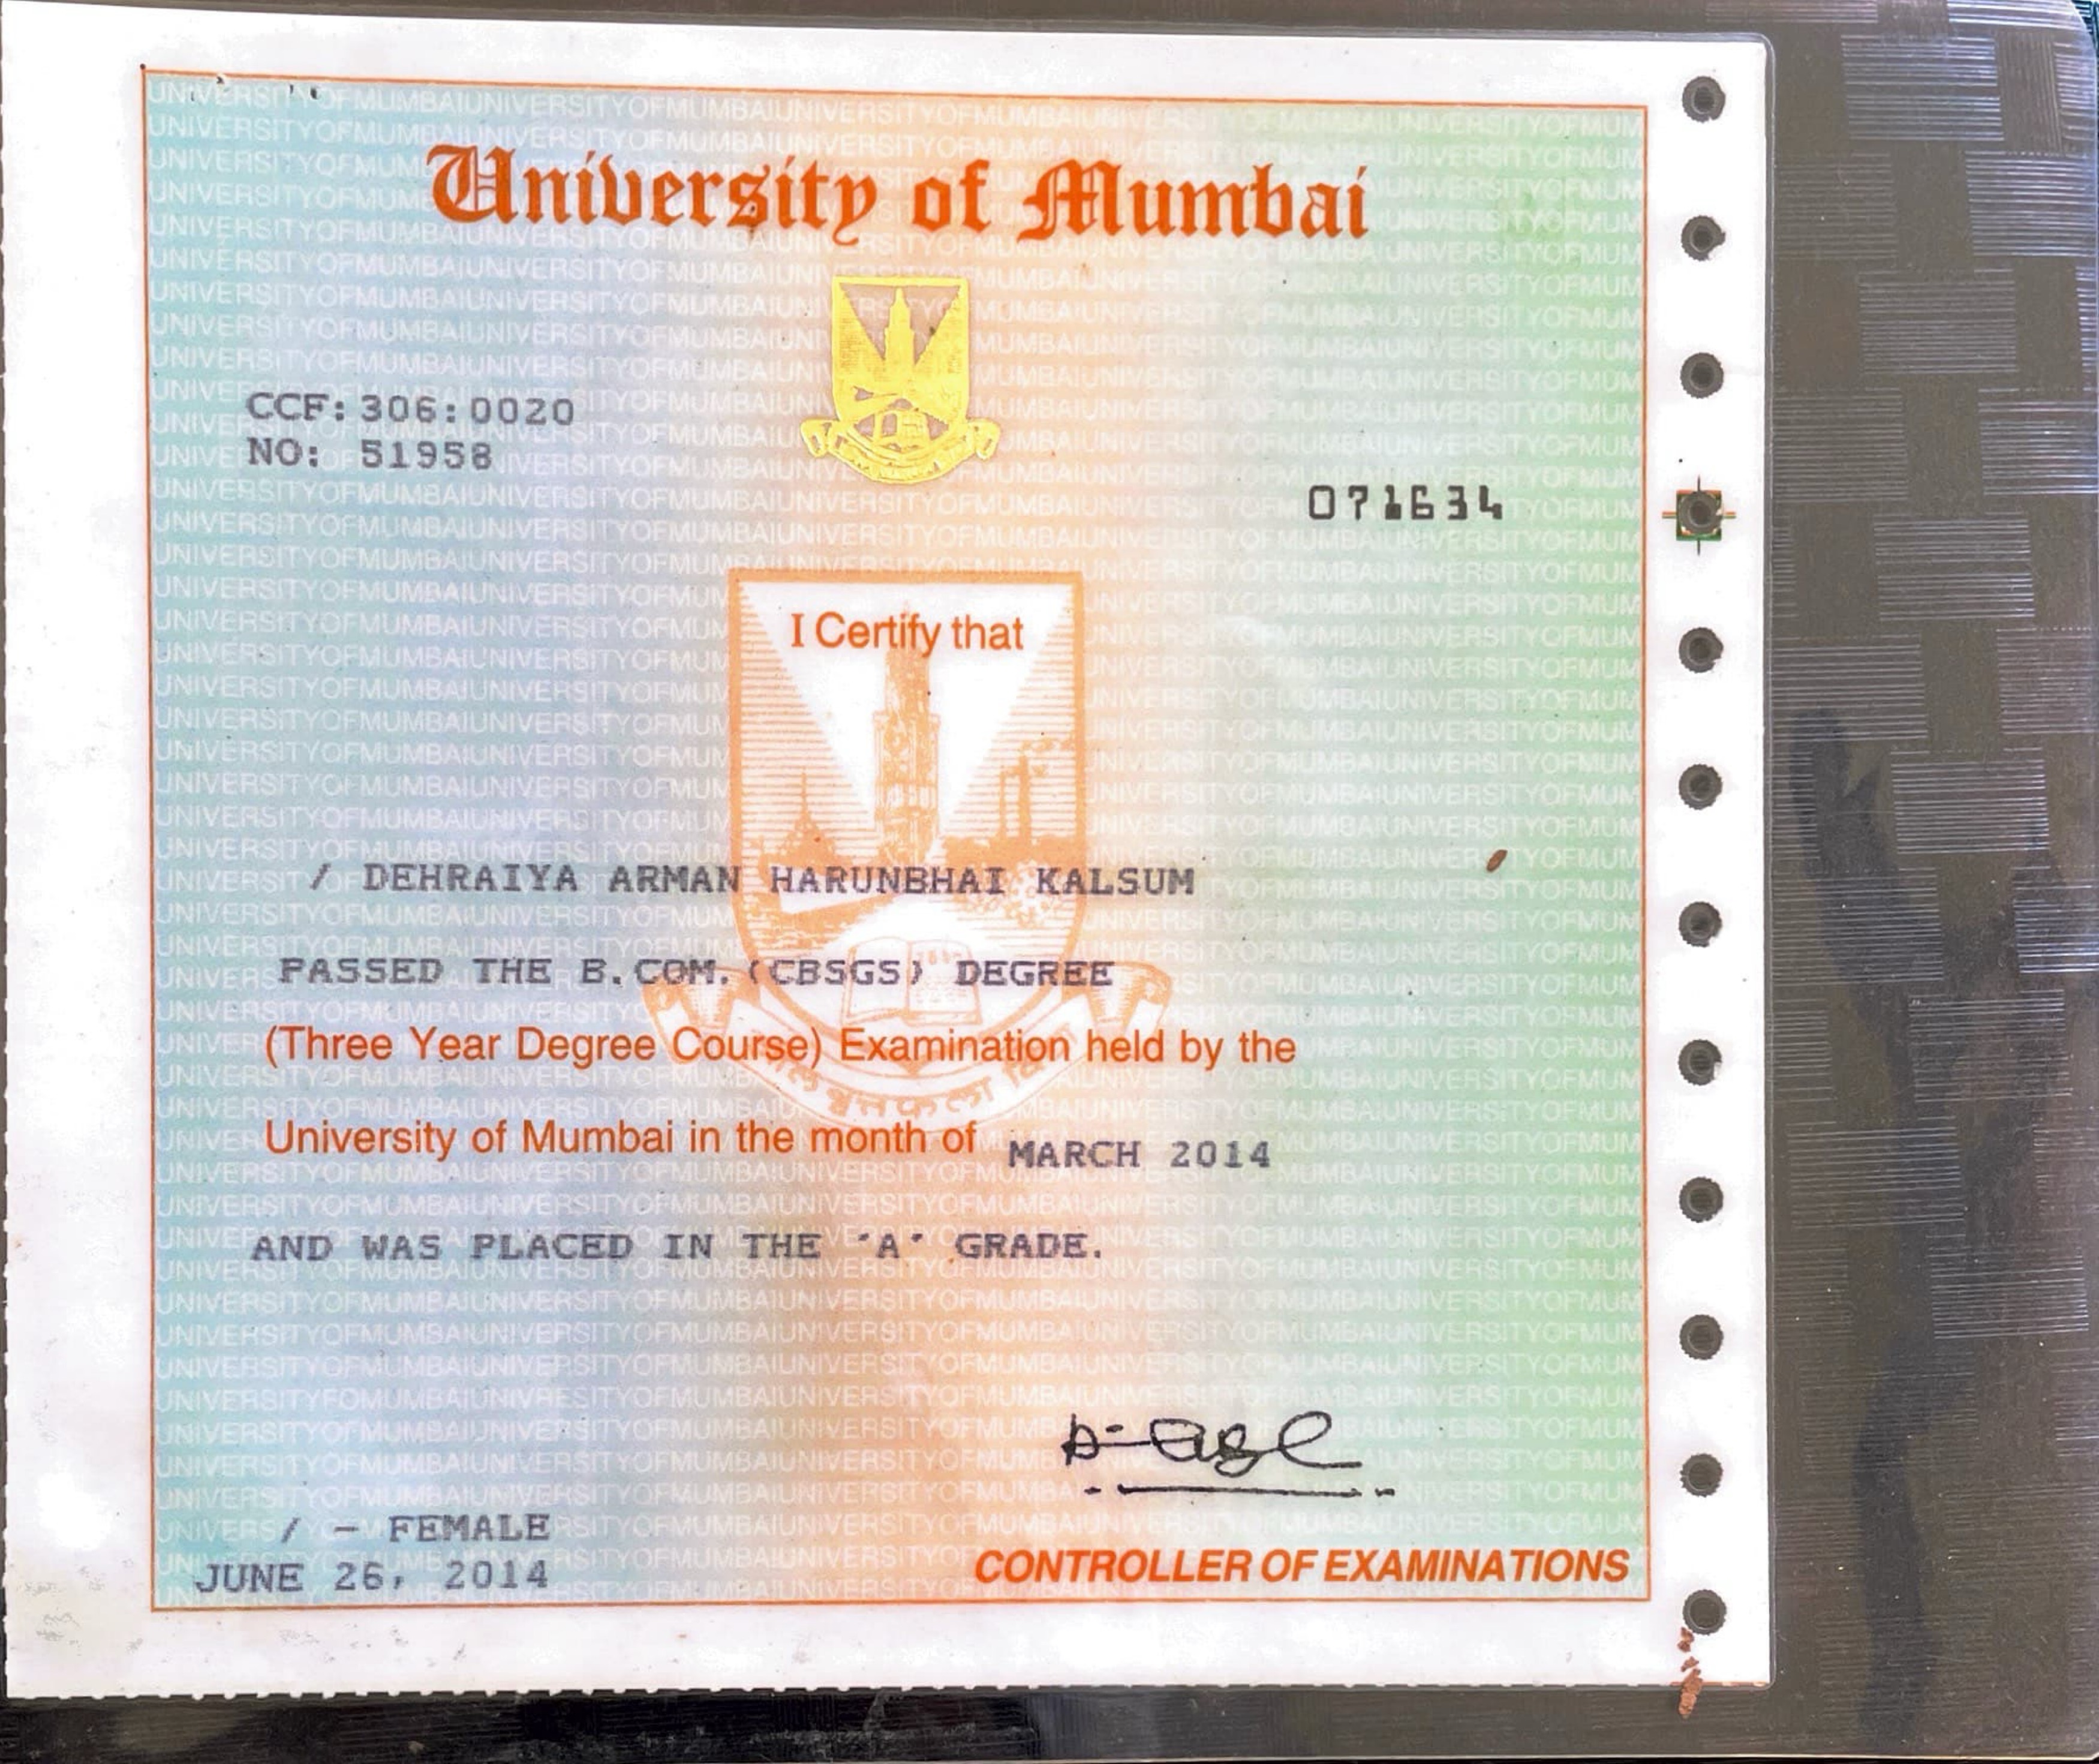 University of Mumbai
CCF: 306: 0020
NO: 51958
071634
I Certify that
/ DEHRAIYA ARMAN HARUNBHAI KALSUM
PASSED THE B.COM. (CBSGS) DEGREE
(Three Year Degree Course) Examination held by the
University of Mumbai in the month of MARCH 2014
AND WAS PLACED IN THE 'A' GRADE.
/ - FEMALE
JUNE 26, 2014
CONTROLLER OF EXAMINATIONS